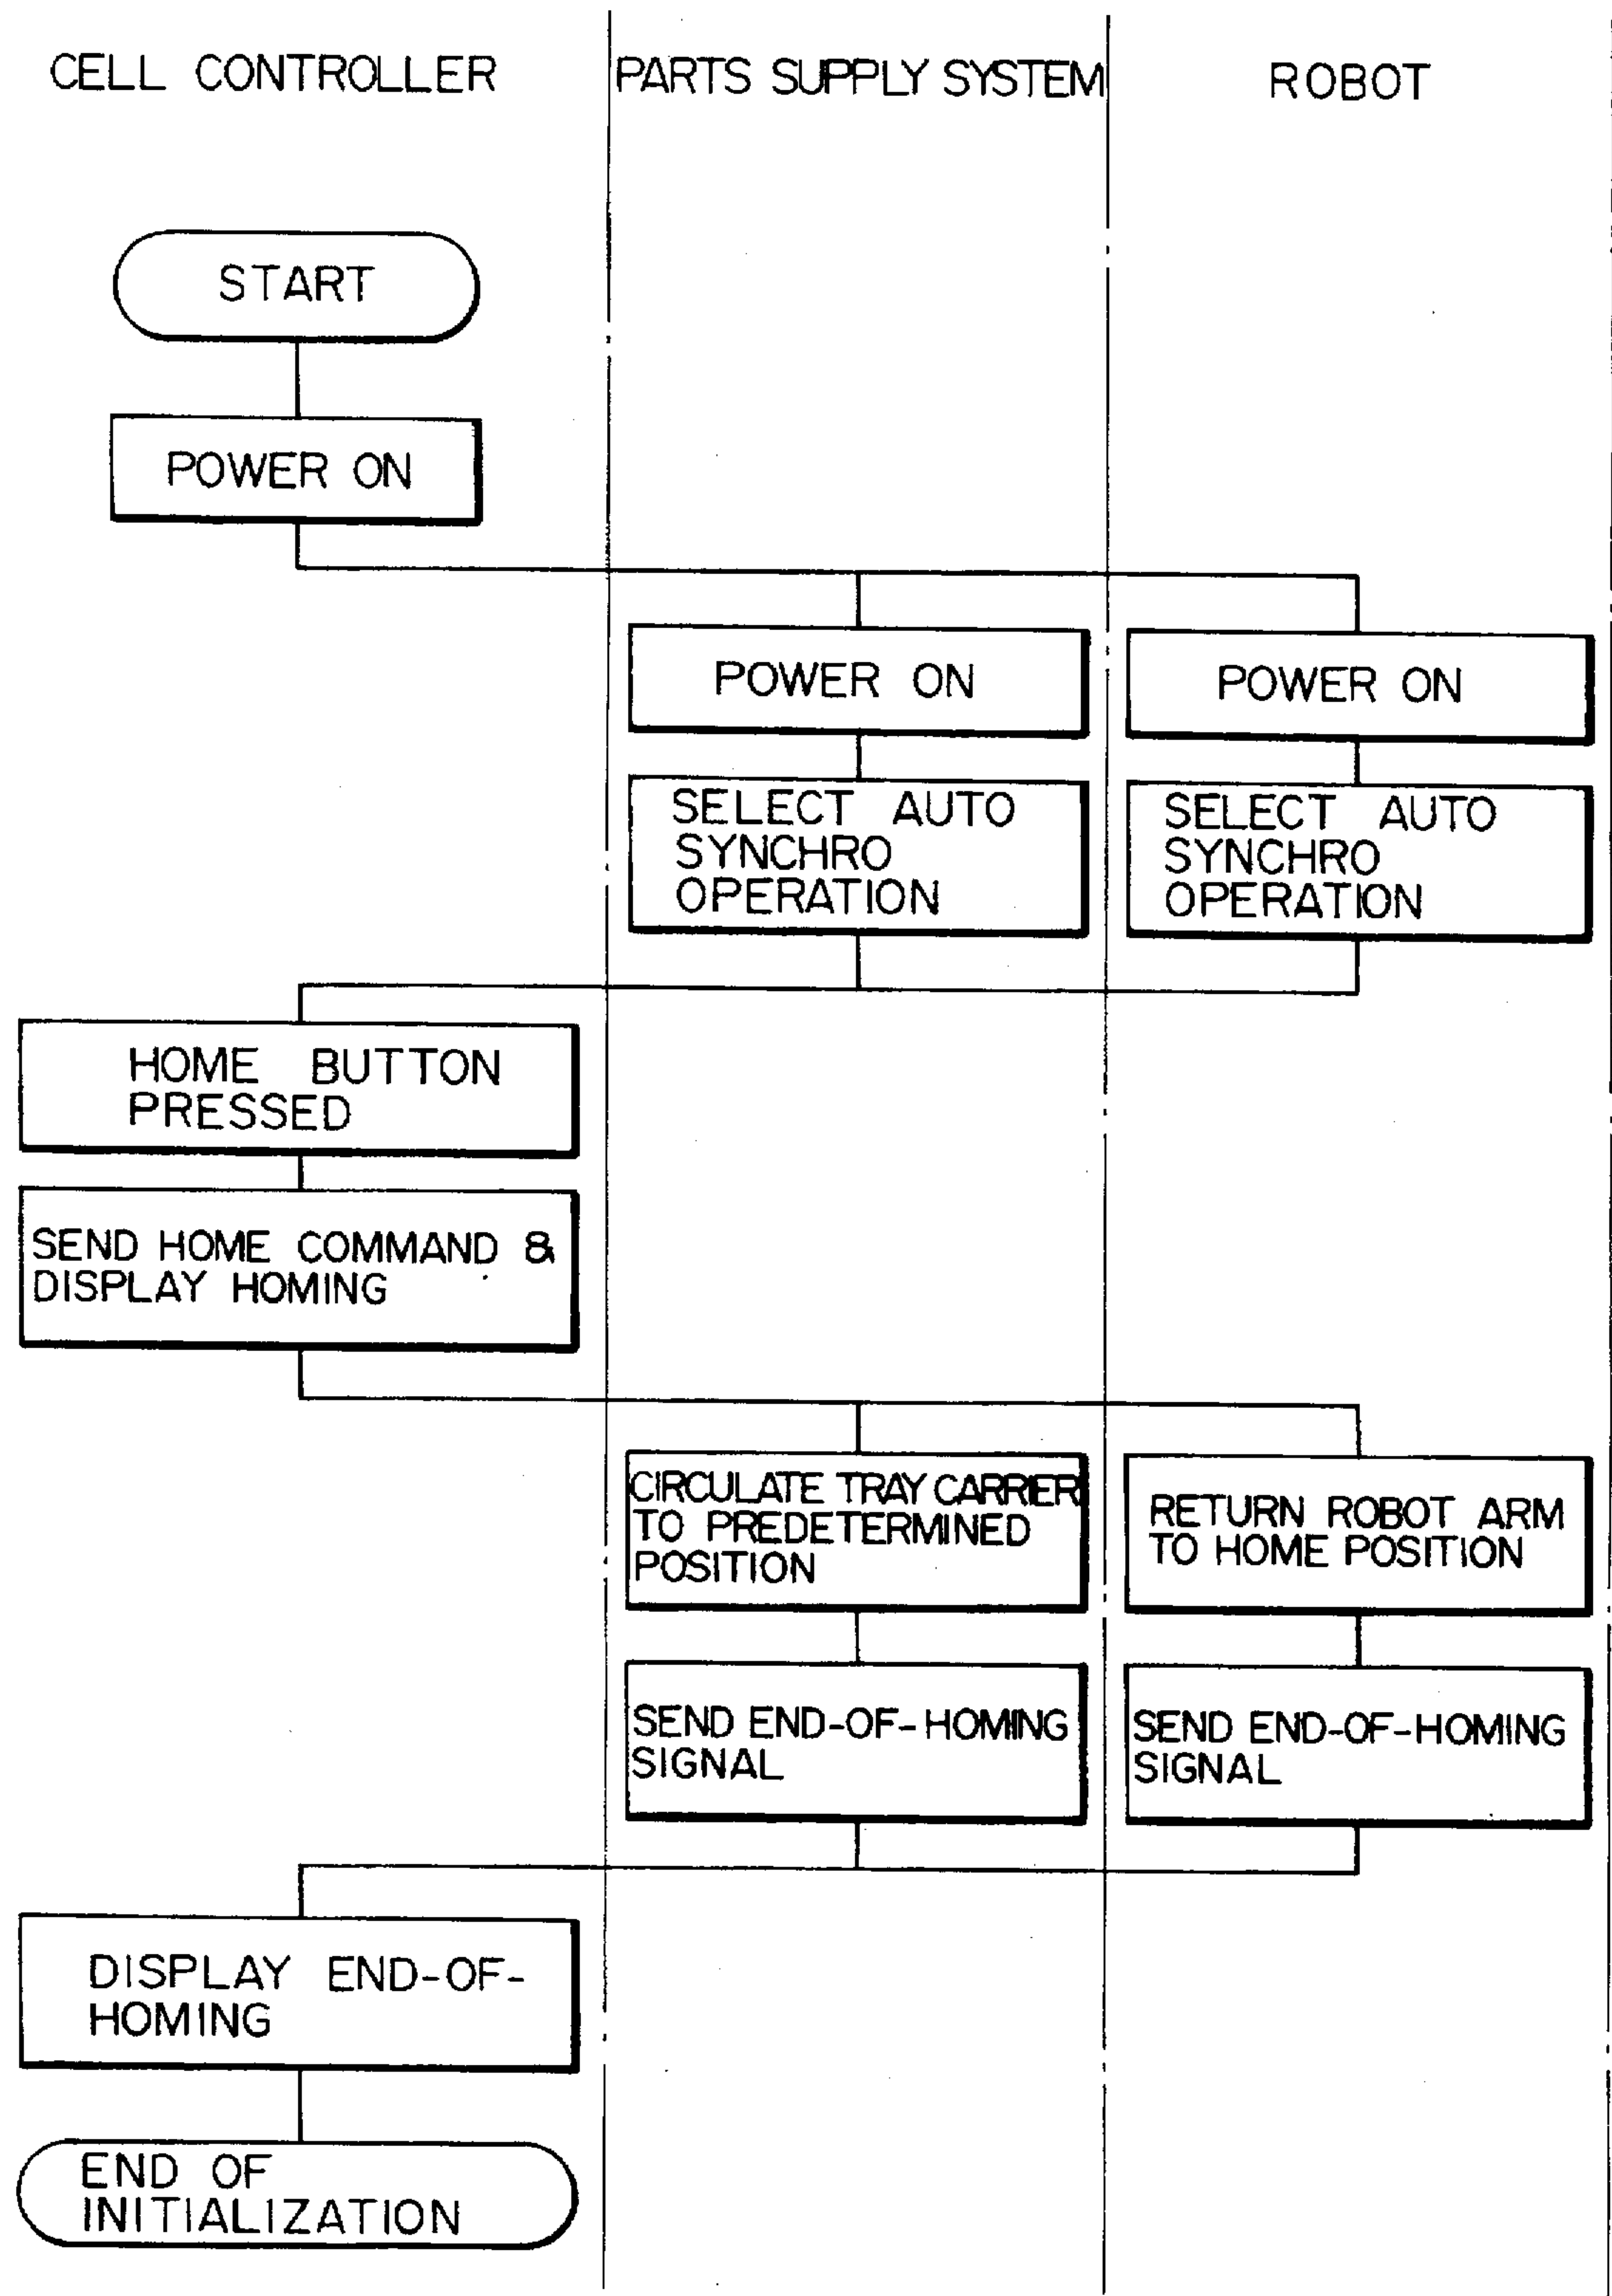 CELL CONTROLLER
PARTS SUPPLY SYSTEM
ROBOT
START
POWER ON
POWER ON
POWER ON
SELECT AUTO
SYNCHRO
OPERATION
SELECT AUTO
SYNCHRO
OPERATION
HOME BUTTON
PRESSED
SEND HOME COMMAND &
DISPLAY HOMING
CIRCULATE TRAY CARRIER
TO PREDETERMINED
POSITION
RETURN ROBOT ARM
TO HOME POSITION
SEND END-OF-HOMING
SIGNAL
SEND END-OF-HOMING
SIGNAL
DISPLAY END-OF-
HOMING
END OF
INITIALIZATION